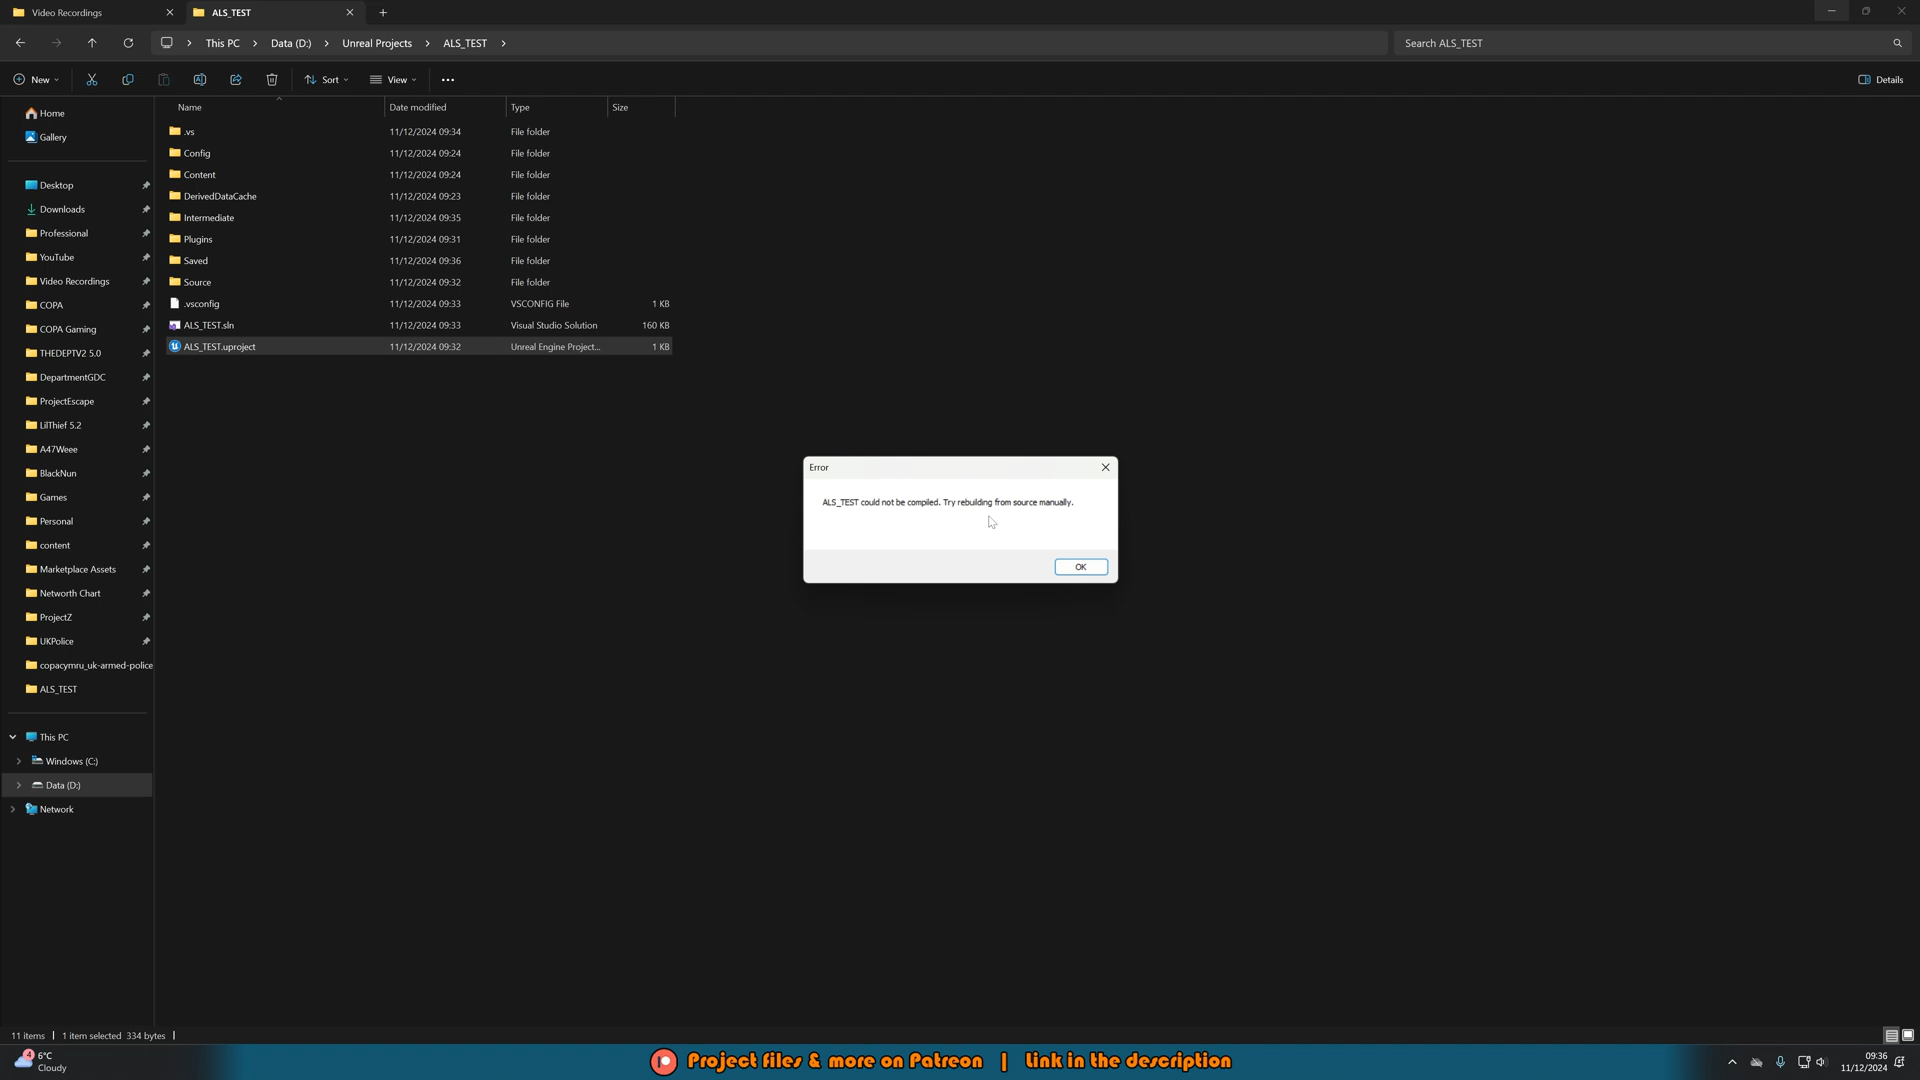 Video Recordings
ALS_TEST
This PC
Data (D:)
Unreal Projects
ALS_TEST
Search ALS_TEST
New
Sort
View
Details
Name
Date modified
Type
Size
.vs 11/12/2024 09:34 File folder
Config 11/12/2024 09:24 File folder
Content 11/12/2024 09:24 File folder
DerivedDataCache 11/12/2024 09:23 File folder
Intermediate 11/12/2024 09:35 File folder
Plugins 11/12/2024 09:31 File folder
Saved 11/12/2024 09:36 File folder
Source 11/12/2024 09:32 File folder
.vsconfig 11/12/2024 09:33 VSCONFIG File 1 KB
ALS_TEST.sln 11/12/2024 09:33 Visual Studio Solution 160 KB
ALS_TEST.uproject 11/12/2024 09:32 Unreal Engine Project... 1 KB
Home
Gallery
Desktop
Downloads
Professional
YouTube
Video Recordings
COPA
COPA Gaming
THEDEPTV2 5.0
DepartmentGDC
ProjectEscape
LilThief 5.2
A47Weee
BlackNun
Games
Personal
content
Marketplace Assets
Networth Chart
ProjectZ
UKPolice
copacymru_uk-armed-police
ALS_TEST
This PC
Windows (C:)
Data (D:)
Network
Error
ALS_TEST could not be compiled. Try rebuilding from source manually.
OK
11 items
1 item selected 334 bytes
4
6°C
Cloudy
Project files & more on Patreon | Link in the description
09:36
11/12/2024